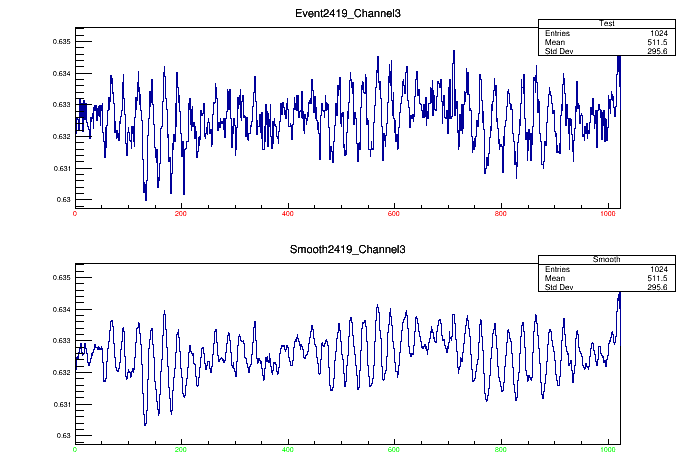 Event2419_Channel3
Test
Entries 1024
Mean 511.5
Std Dev 295.6
0.635
0.634
0.633
0.632
0.631
0.63
0 200 400 600 800 1000
Smooth2419_Channel3
Smooth
Entries 1024
Mean 511.5
Std Dev 295.6
0.635
0.634
0.633
0.632
0.631
0.63
0 200 400 600 800 1000